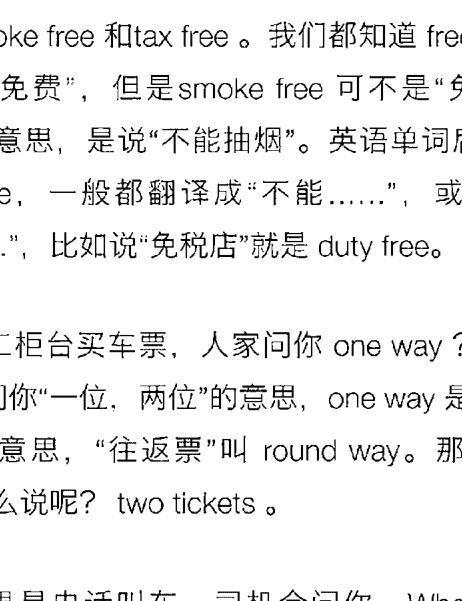 oke free 和tax free 。我们都知道 free
免费”，但是smoke free 可不是“免
意思，是说“不能抽烟”。英语单词后
e，一般都翻译成“不能……”，或
.”，比如说“免税店”就是 duty free。
柜台买车票，人家问你 one way？
你“一位，两位”的意思，one way 是
意思，“往返票”叫 round way。那
么说呢？ two tickets 。